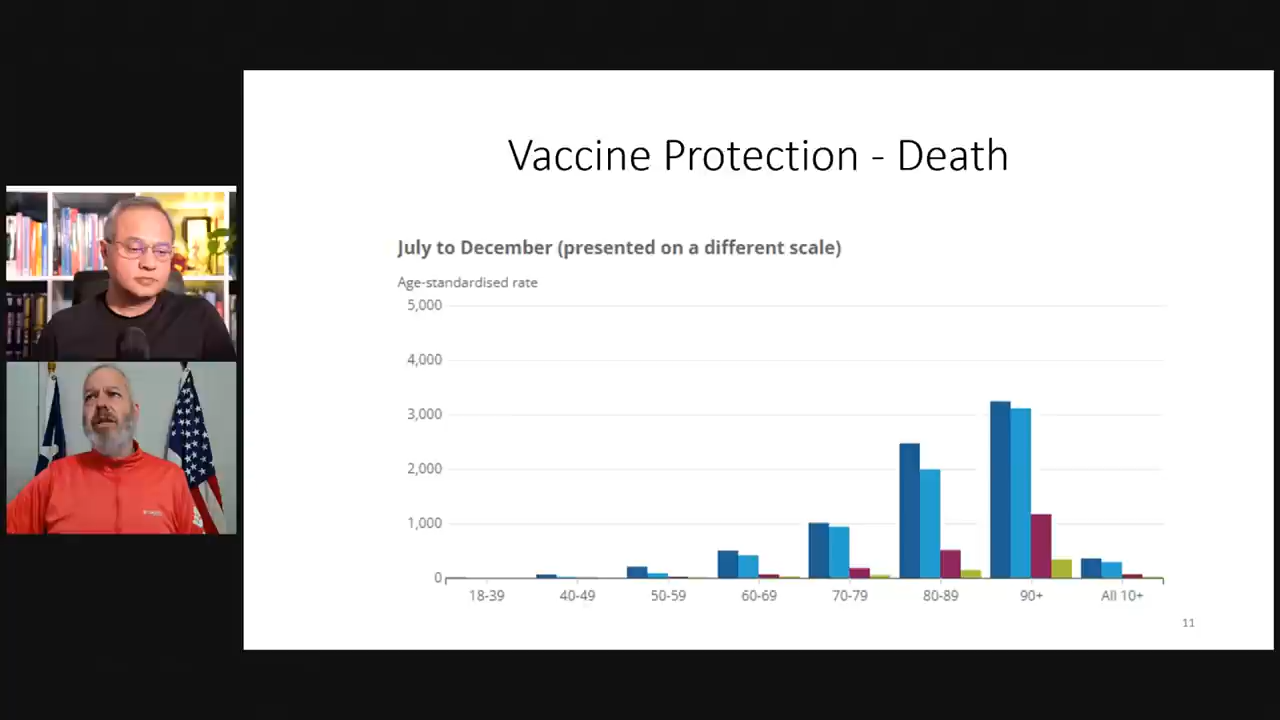 Vaccine Protection - Death
July to December (presented on a different scale)
Age-standardised rate
5,000
4,000
3,000
2,000
1,000
0
18-39 40-49 50-59 60-69 70-79 80-89 90+ All 10+
11